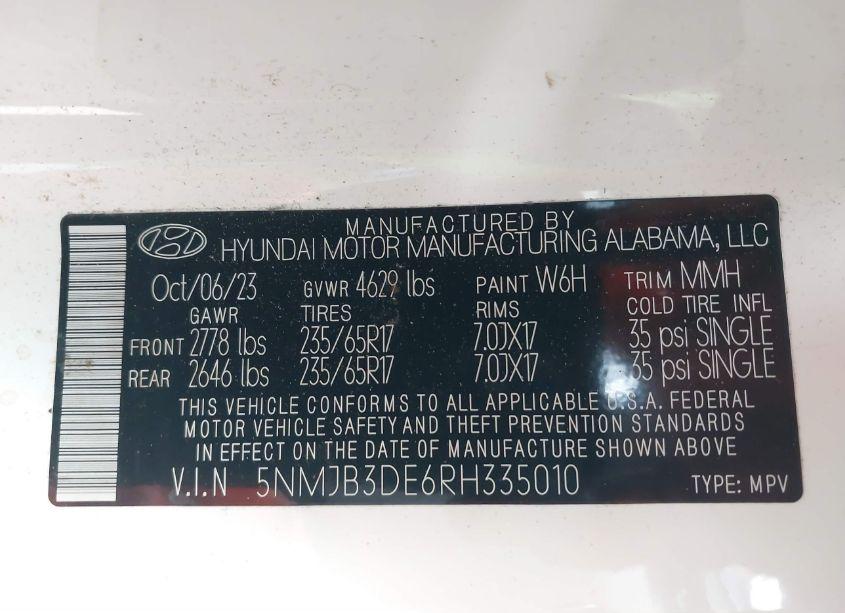 MANUFACTURED BY
HYUNDAI MOTOR MANUFACTURING ALABAMA, LLC
Oct/06/23 GVWR 4629 lbs PAINT W6H TRIM MMH
GAWR TIRES RIMS COLD TIRE INFL
FRONT 2778 lbs 235/65R17 7.0JX17 35 psi SINGLE
REAR 2646 lbs 235/65R17 7.0JX17 35 psi SINGLE
THIS VEHICLE CONFORMS TO ALL APPLICABLE U.S.A. FEDERAL
MOTOR VEHICLE SAFETY AND THEFT PREVENTION STANDARDS
IN EFFECT ON THE DATE OF MANUFACTURE SHOWN ABOVE
V.I.N 5NMJB3DE6RH335010 TYPE: MPV